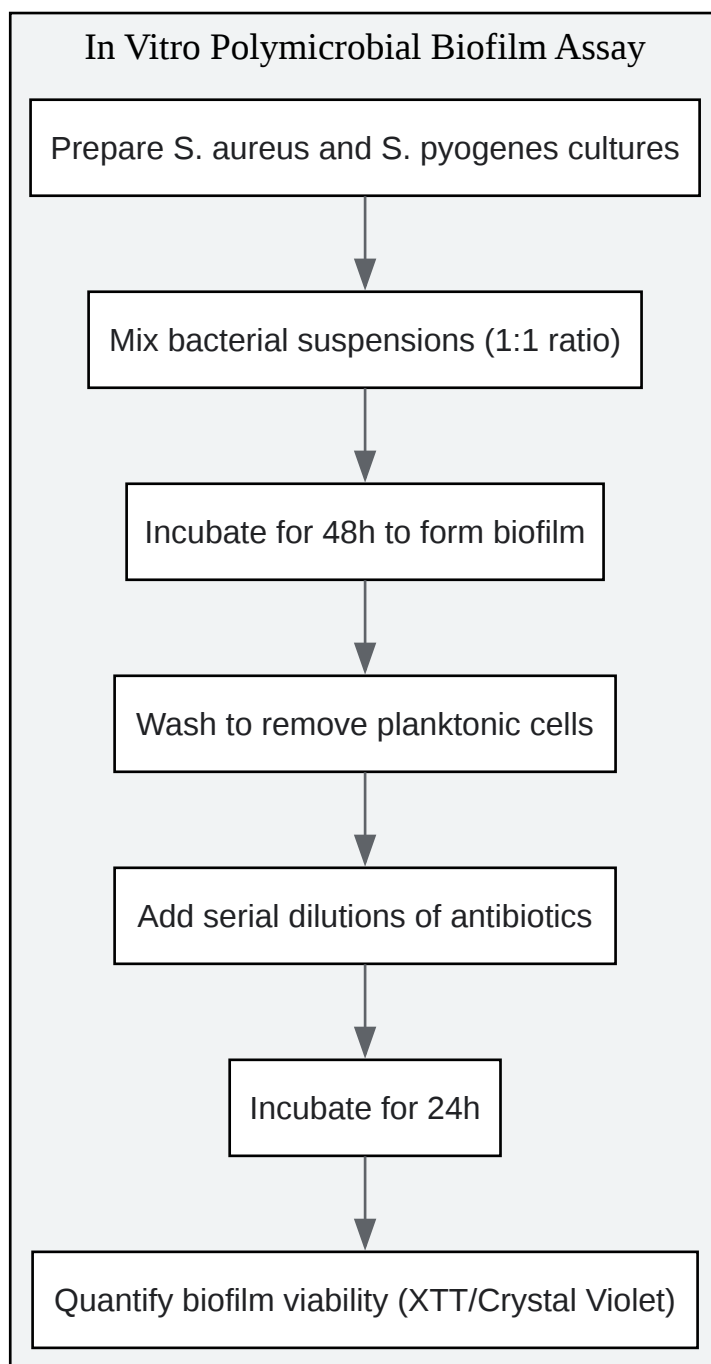 In Vitro Polymicrobial Biofilm Assay
Prepare S. aureus and S. pyogenes cultures
Mix bacterial suspensions (1:1 ratio)
Incubate for 48h to form biofilm
Wash to remove planktonic cells
Add serial dilutions of antibiotics
Incubate for 24h
Quantify biofilm viability (XTT/Crystal Violet)